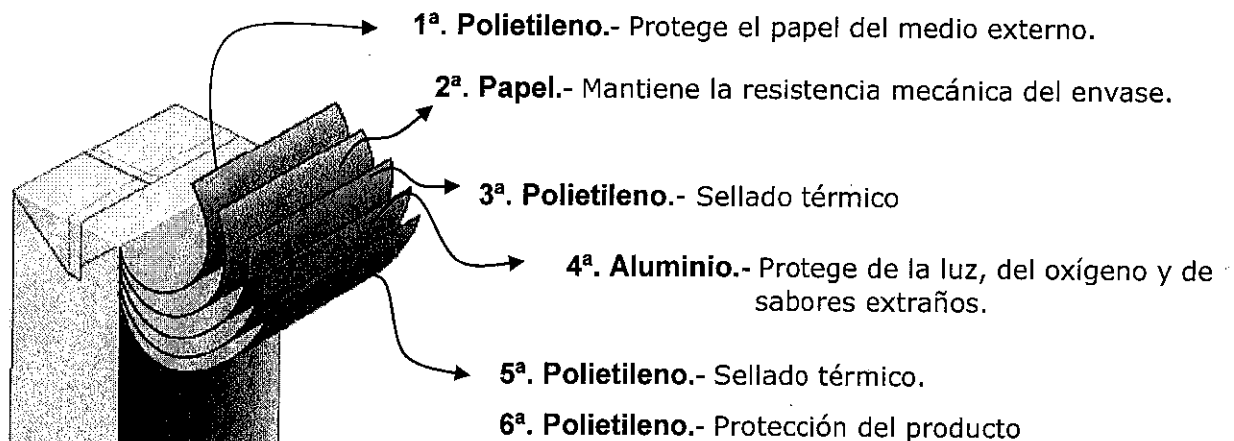 1ª. Polietileno.- Protege el papel del medio externo.
2ª. Papel.- Mantiene la resistencia mecánica del envase.
3ª. Polietileno.- Sellado térmico
4ª. Aluminio.- Protege de la luz, del oxígeno y de
sabores extraños.
5ª. Polietileno.- Sellado térmico.
6ª. Polietileno.- Protección del producto